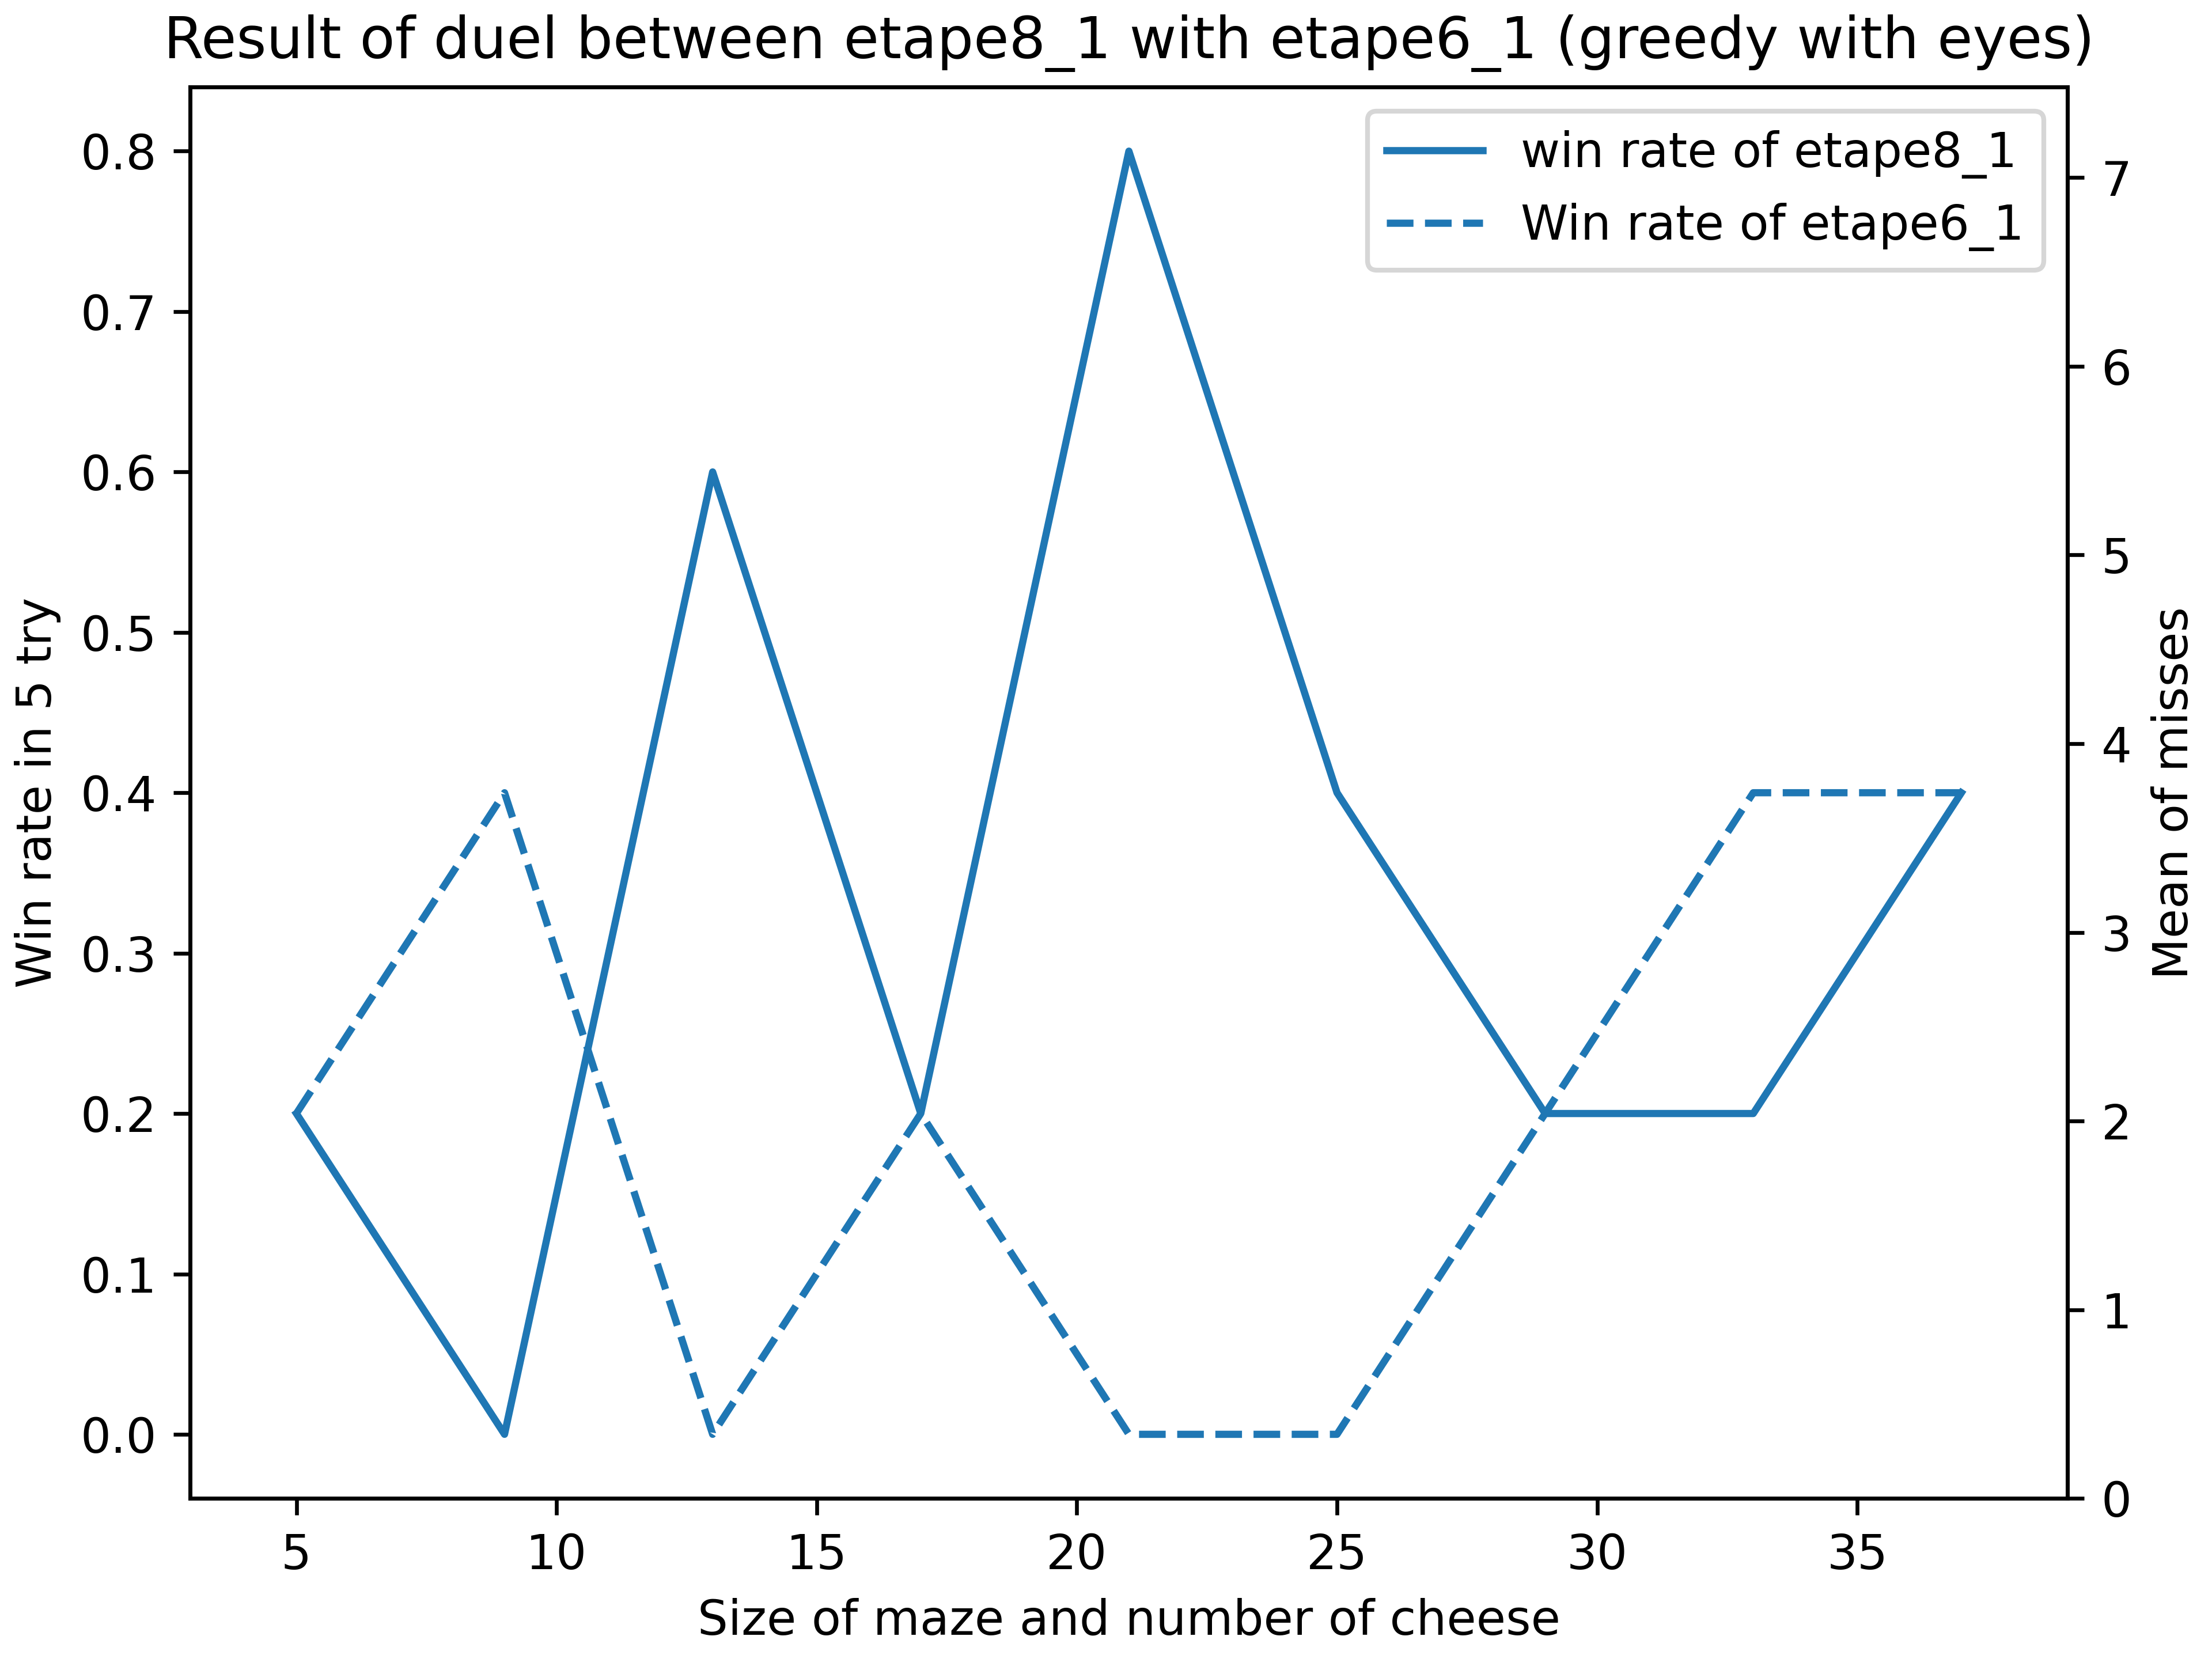 Result of duel between etape8_1 with etape6_1 (greedy with eyes)
win rate of etape8_1
Win rate of etape6_1
Win rate in 5 try
0.8
0.7
0.6
0.5
0.4
0.3
0.2
0.1
0.0
7
6
5
4
3
2
1
0
Mean of misses
5 10 15 20 25 30 35
Size of maze and number of cheese